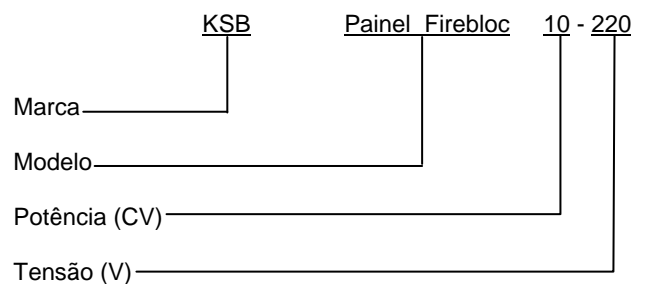 KSB Painel Firebloc 10 - 220
Marca
Modelo
Potência (CV)
Tensão (V)